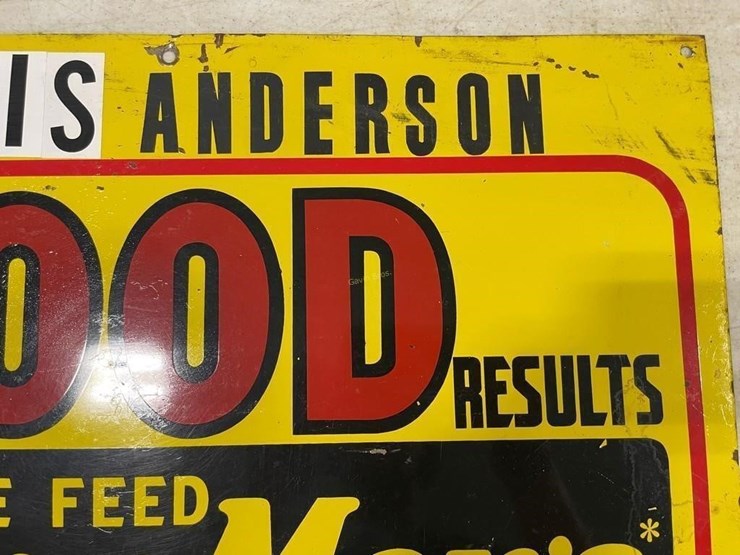 IS ANDERSON
OOD
RESULTS
E FEED
*